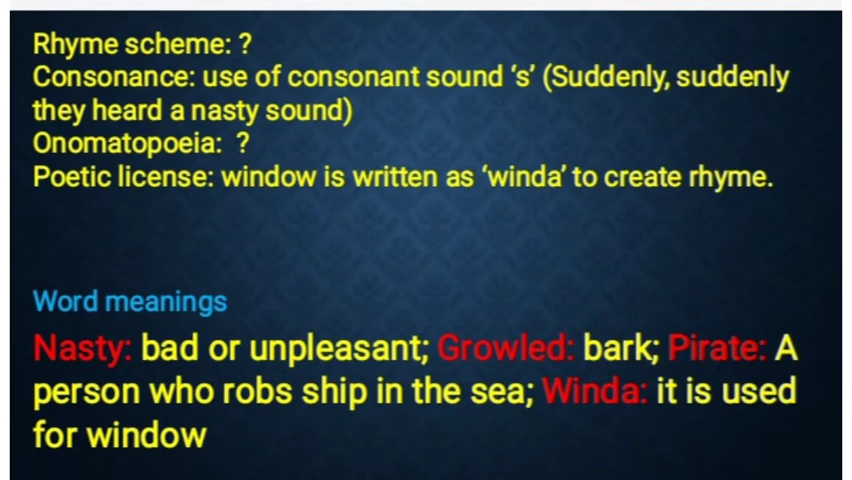 Rhyme scheme: ?
Consonance: use of consonant sound ‘s’ (Suddenly, suddenly
they heard a nasty sound)
Onomatopoeia: ?
Poetic license: window is written as ‘winda’ to create rhyme.
Word meanings
Nasty: bad or unpleasant; Growled: bark; Pirate: A
person who robs ship in the sea; Winda: it is used
for window